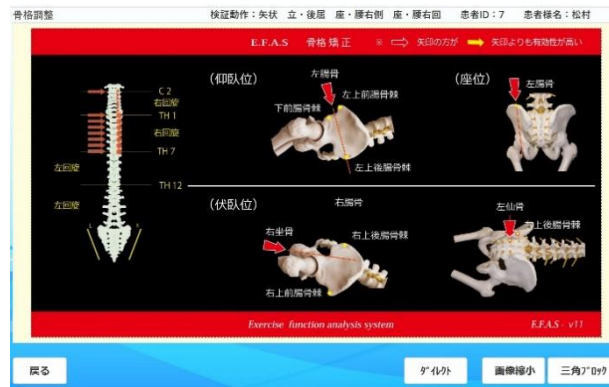 骨格調整 検証動作：矢状 立・後屈 座・腰右側 座・腰右回 患者ID：7 患者様名：松村
E.F.A.S 骨格矯正 ※ ⇨ 矢印の方が ➡ 矢印よりも有効性が高い
(仰臥位)
左腸骨
左上前腸骨棘
下前腸骨棘
左上後腸骨棘
(座位)
左腸骨
C 2
右回旋
TH 1
右回旋
TH 7
左回旋
TH 12
左回旋
L
R
(伏臥位)
右腸骨
右坐骨
右上後腸骨棘
右上前腸骨棘
左仙骨
右上後腸骨棘
Exercise function analysis system E.F.A.S - v11
戻る ﾀﾞｲﾚｸﾄ 画像縮小 三角ﾌﾞﾛｯｸ